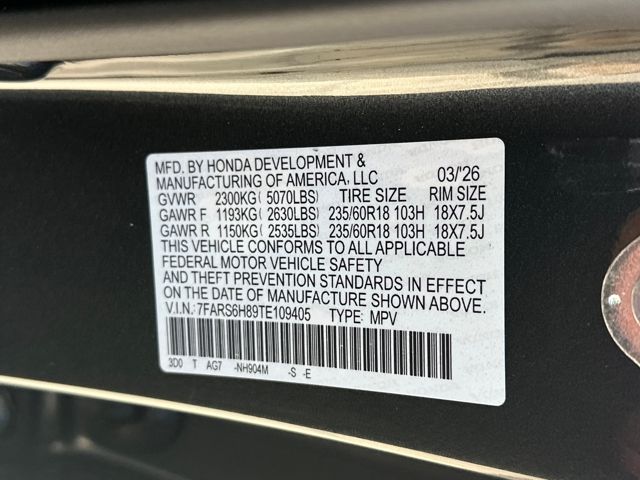 MFD. BY HONDA DEVELOPMENT &
MANUFACTURING OF AMERICA, LLC 03/'26
GVWR 2300KG( 5070LBS) TIRE SIZE RIM SIZE
GAWR F 1193KG( 2630LBS) 235/60R18 103H 18X7.5J
GAWR R 1150KG( 2535LBS) 235/60R18 103H 18X7.5J
THIS VEHICLE CONFORMS TO ALL APPLICABLE
FEDERAL MOTOR VEHICLE SAFETY
AND THEFT PREVENTION STANDARDS IN EFFECT
ON THE DATE OF MANUFACTURE SHOWN ABOVE.
V.I.N.: 7FARS6H89TE109405 TYPE: MPV
3D0 T AG7 -NH904M -S -E